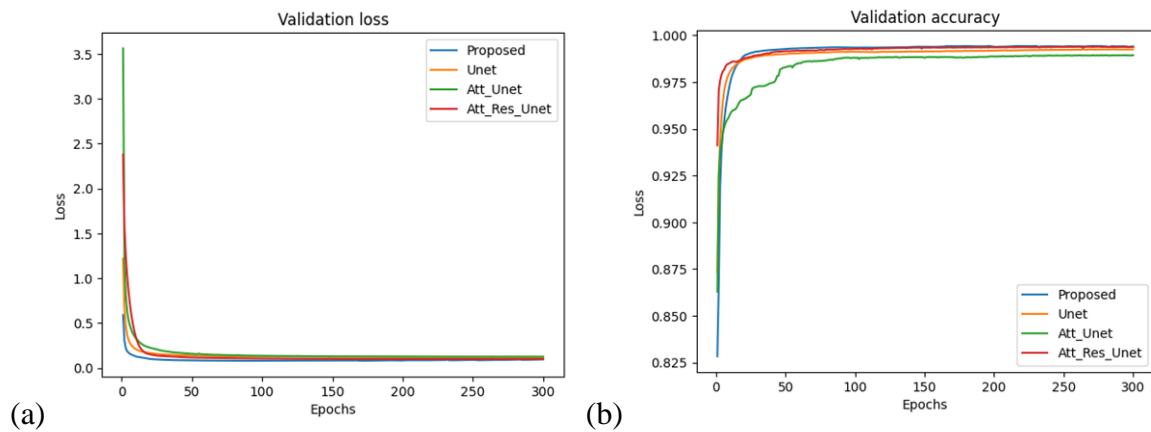 Validation loss
3.5
3.0
2.5
2.0
1.5
1.0
0.5
0.0
Loss
0 50 100 150 200 250 300
Epochs
Proposed
Unet
Att_Unet
Att_Res_Unet
(a)
Validation accuracy
1.000
0.975
0.950
0.925
0.900
0.875
0.850
0.825
Loss
0 50 100 150 200 250 300
Epochs
Proposed
Unet
Att_Unet
Att_Res_Unet
(b)